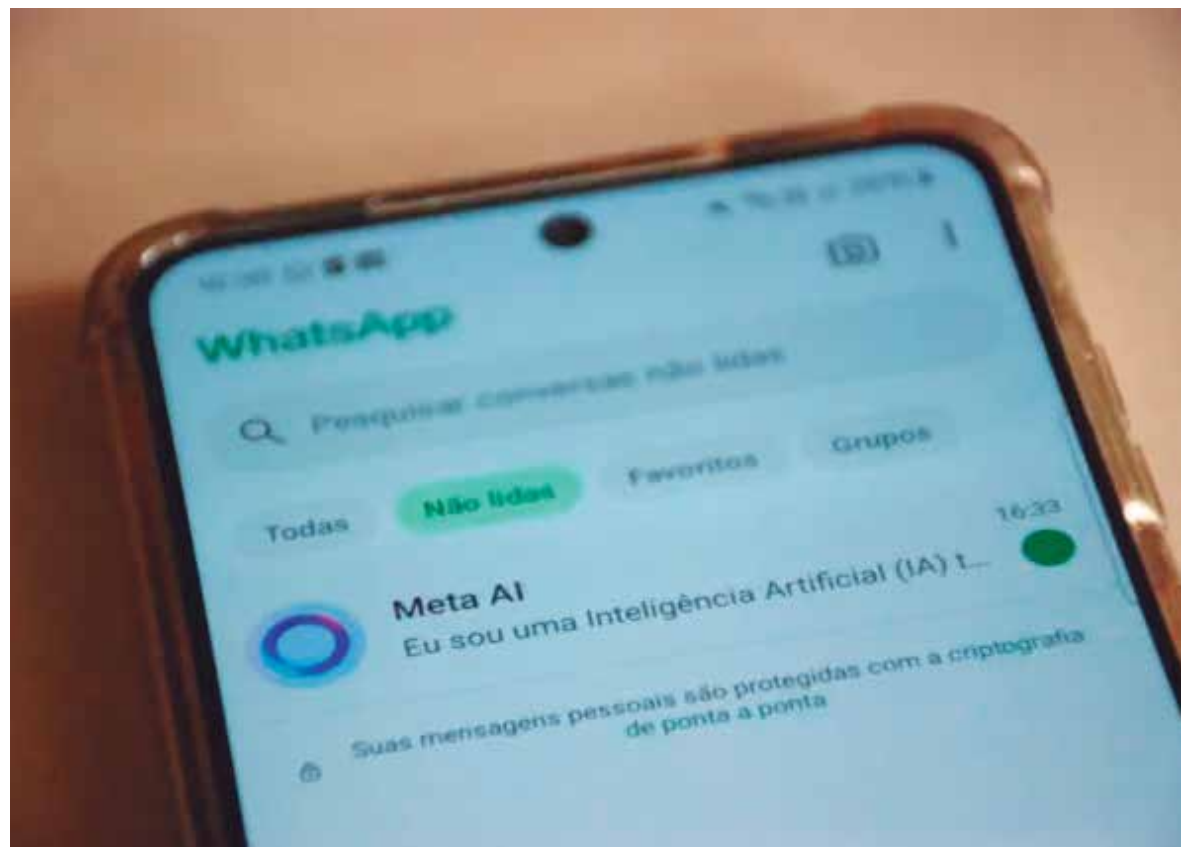 WhatsApp
Pesquisar conversas não lidas
Todas Não lidas Favoritos Grupos
Meta AI 16:33
Eu sou uma Inteligência Artificial (IA) t...
Suas mensagens pessoais são protegidas com a criptografia
de ponta a ponta